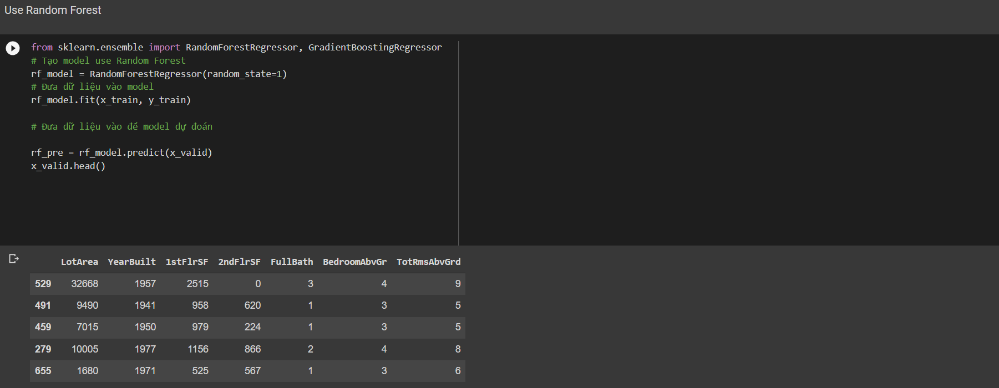 Use Random Forest
from sklearn.ensemble import RandomForestRegressor, GradientBoostingRegressor
# Tạo model use Random Forest
rf_model = RandomForestRegressor(random_state=1)
# Đưa dữ liệu vào model
rf_model.fit(x_train, y_train)
# Đưa dữ liệu vào để model dự đoán
rf_pre = rf_model.predict(x_valid)
x_valid.head()
LotArea YearBuilt 1stFlrSF 2ndFlrSF FullBath BedroomAbvGr TotRmsAbvGrd
529 32668 1957 2515 0 3 4 9
491 9490 1941 958 620 1 3 5
459 7015 1950 979 224 1 3 5
279 10005 1977 1156 866 2 4 8
655 1680 1971 525 567 1 3 6